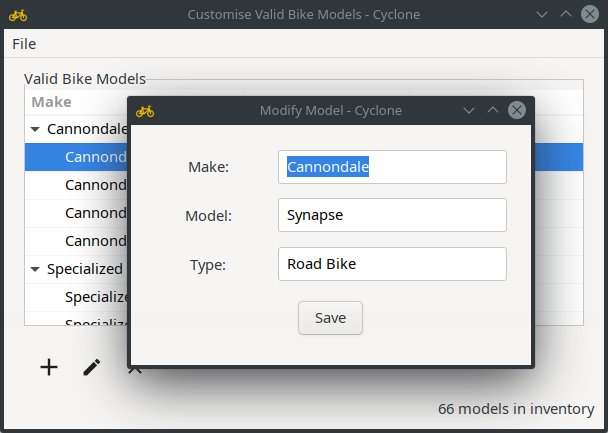 Customise Valid Bike Models - Cyclone
File
Valid Bike Models
Make
Modify Model - Cyclone
Cannondale
Cannond
Make: Cannondale
Cannond
Cannond
Model: Synapse
Cannond
Specialized
Type: Road Bike
Specialize
Save
66 models in inventory